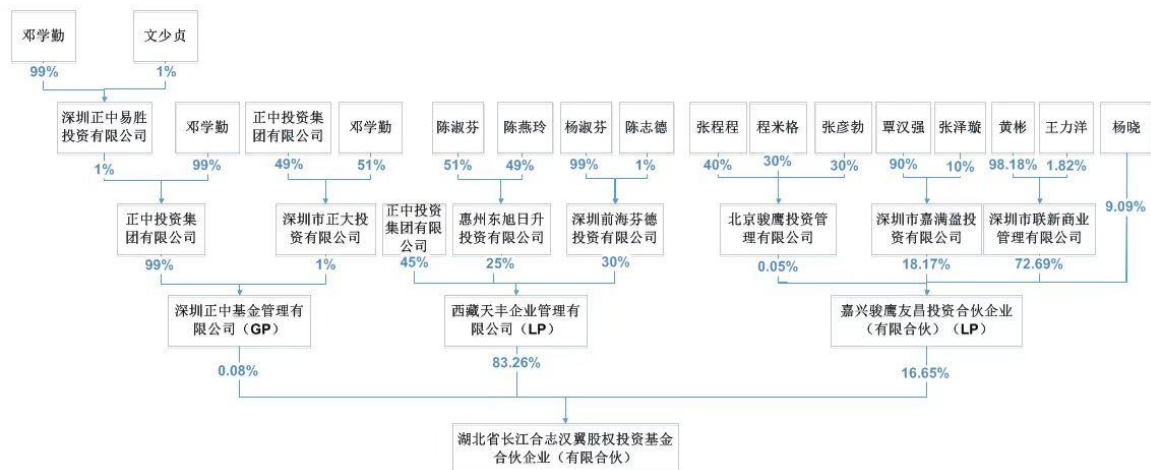 邓学勤
文少贞
99%
1%
深圳正中易胜
投资有限公司
邓学勤
正中投资集
团有限公司
邓学勤
陈淑芬
陈燕玲
杨淑芬
陈志德
张程程
程米格
张彦勃
覃汉强
张泽璇
黄彬
王力洋
杨晓
1%
99%
49%
51%
51%
49%
99%
1%
40%
30%
30%
90%
10%
98.18%
1.82%
正中投资集
团有限公司
深圳市正大投
资有限公司
正中投资
集团有限
公司
惠州东旭日升
投资有限公司
深圳前海芬德
投资有限公司
北京骏鹰投资管
理有限公司
深圳市嘉满盈投
资有限公司
深圳市联新商业
管理有限公司
9.09%
99%
1%
45%
25%
30%
0.05%
18.17%
72.69%
深圳正中基金管理有
限公司（GP）
西藏天丰企业管理有
限公司（LP）
嘉兴骏鹰友昌投资合伙企业
（有限合伙）（LP）
0.08%
83.26%
16.65%
湖北省长江合志汉翼股权投资基金
合伙企业（有限合伙）